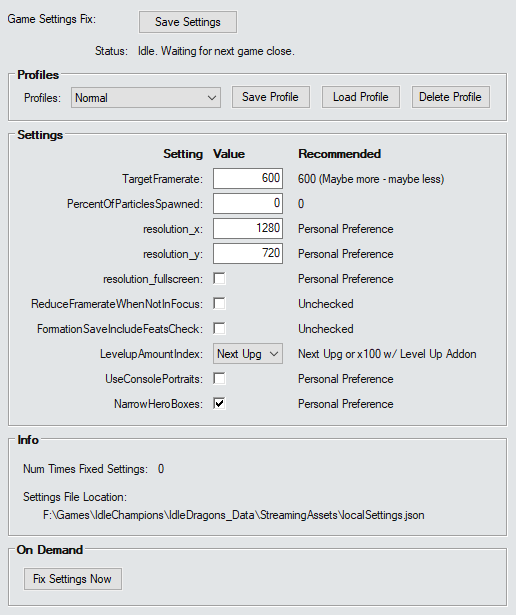 Game Settings Fix: Save Settings
Status: Idle. Waiting for next game close.
Profiles
Profiles: Normal Save Profile Load Profile Delete Profile
Settings
Setting Value Recommended
TargetFramerate: 600 600 (Maybe more - maybe less)
PercentOfParticlesSpawned: 0 0
resolution_x: 1280 Personal Preference
resolution_y: 720 Personal Preference
resolution_fullscreen: Personal Preference
ReduceFramerateWhenNotInFocus: Unchecked
FormationSaveIncludeFeatsCheck: Unchecked
LevelupAmountIndex: Next Upg Next Upg or x100 w/ Level Up Addon
UseConsolePortraits: Personal Preference
NarrowHeroBoxes: Personal Preference
Info
Num Times Fixed Settings: 0
Settings File Location:
F:\Games\IdleChampions\IdleDragons_Data\StreamingAssets\localSettings.json
On Demand
Fix Settings Now